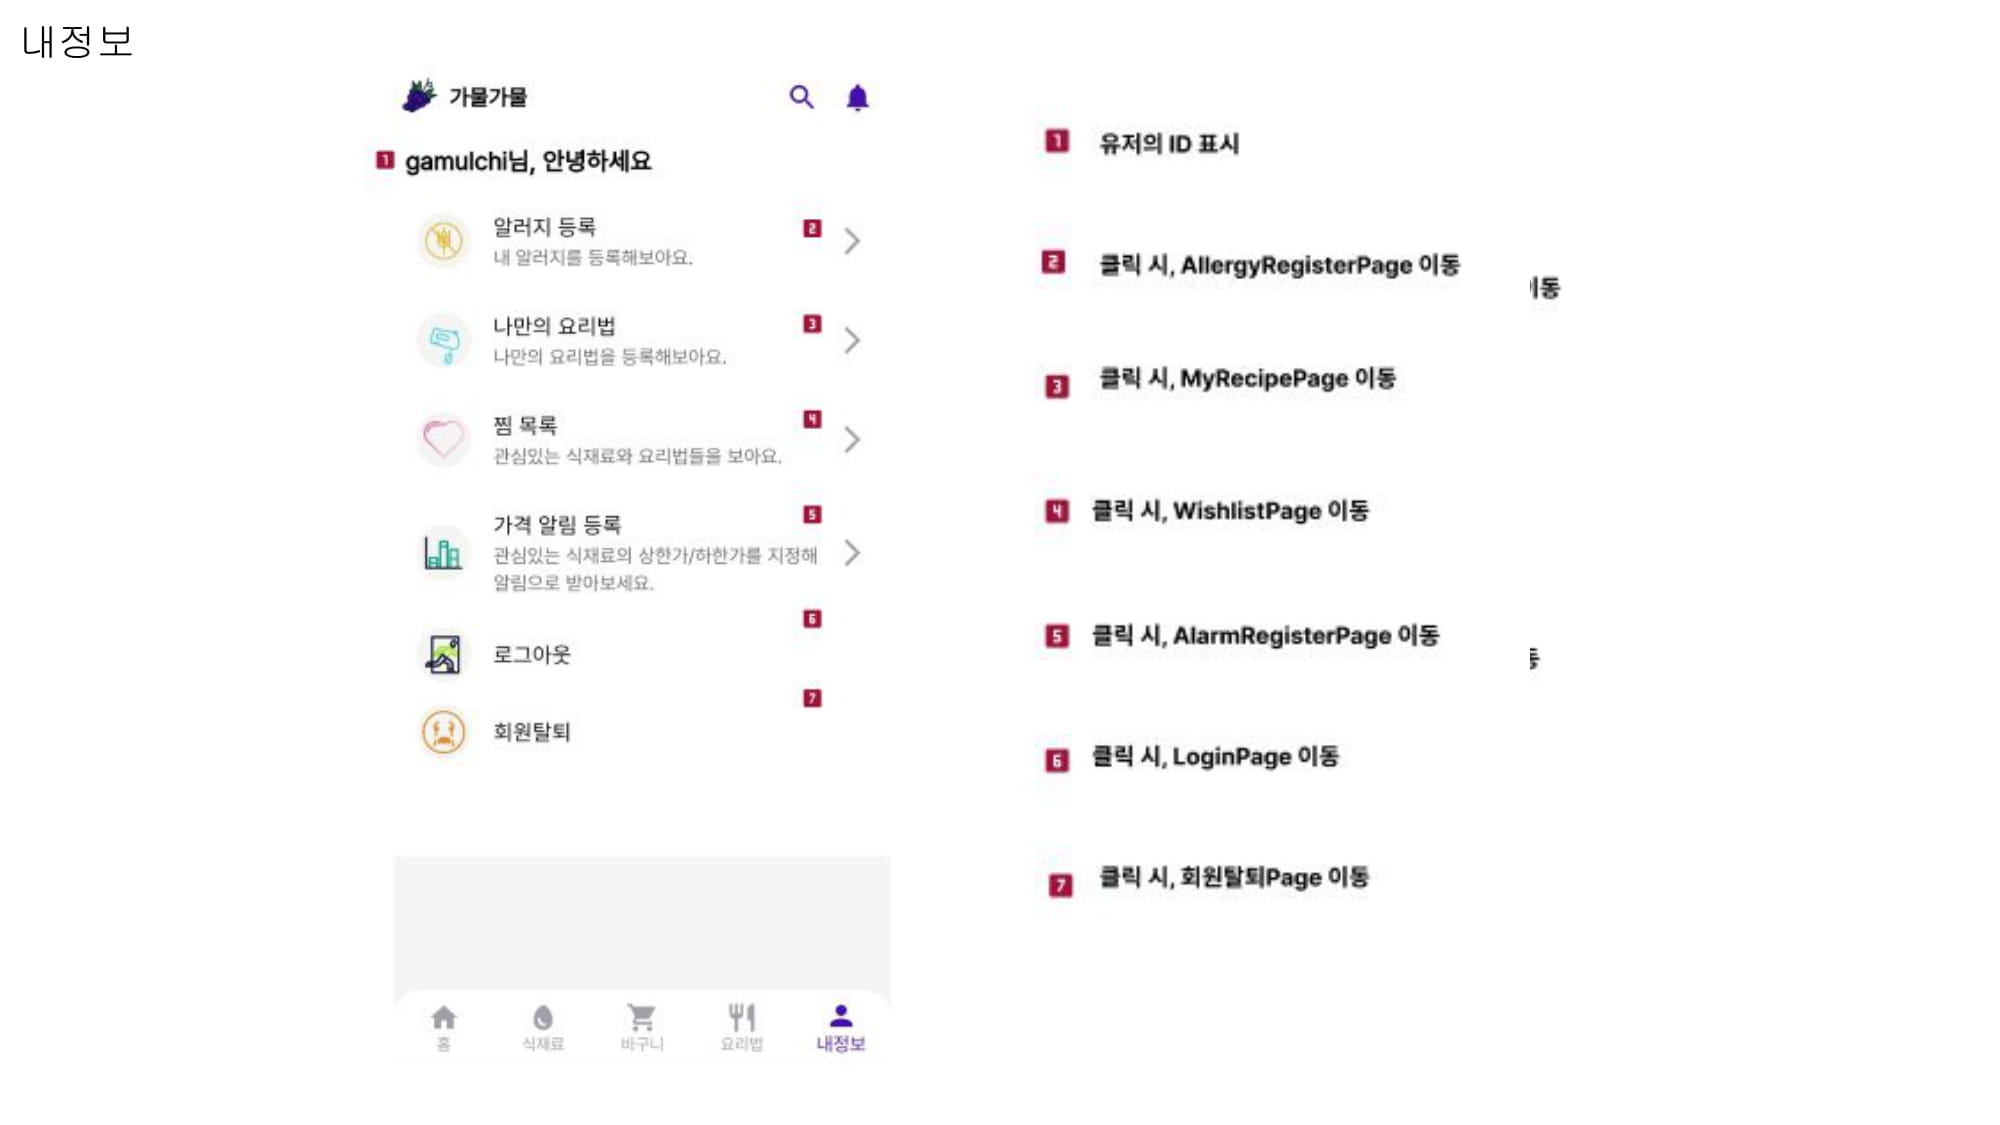 내정보
가물가물
1 gamulchi님, 안녕하세요
알러지 등록
2
내 알러지를 등록해보아요.
나만의 요리법
3
나만의 요리법을 등록해보아요.
찜 목록
4
관심있는 식재료와 요리법들을 보아요.
가격 알림 등록
5
관심있는 식재료의 상한가/하한가를 지정해
알림으로 받아보세요.
6
로그아웃
7
회원탈퇴
홈
식재료
바구니
요리법
내정보
1 유저의 ID 표시
2 클릭 시, AllergyRegisterPage 이동
이동
3 클릭 시, MyRecipePage 이동
4 클릭 시, WishlistPage 이동
5 클릭 시, AlarmRegisterPage 이동
6 클릭 시, LoginPage 이동
7 클릭 시, 회원탈퇴Page 이동